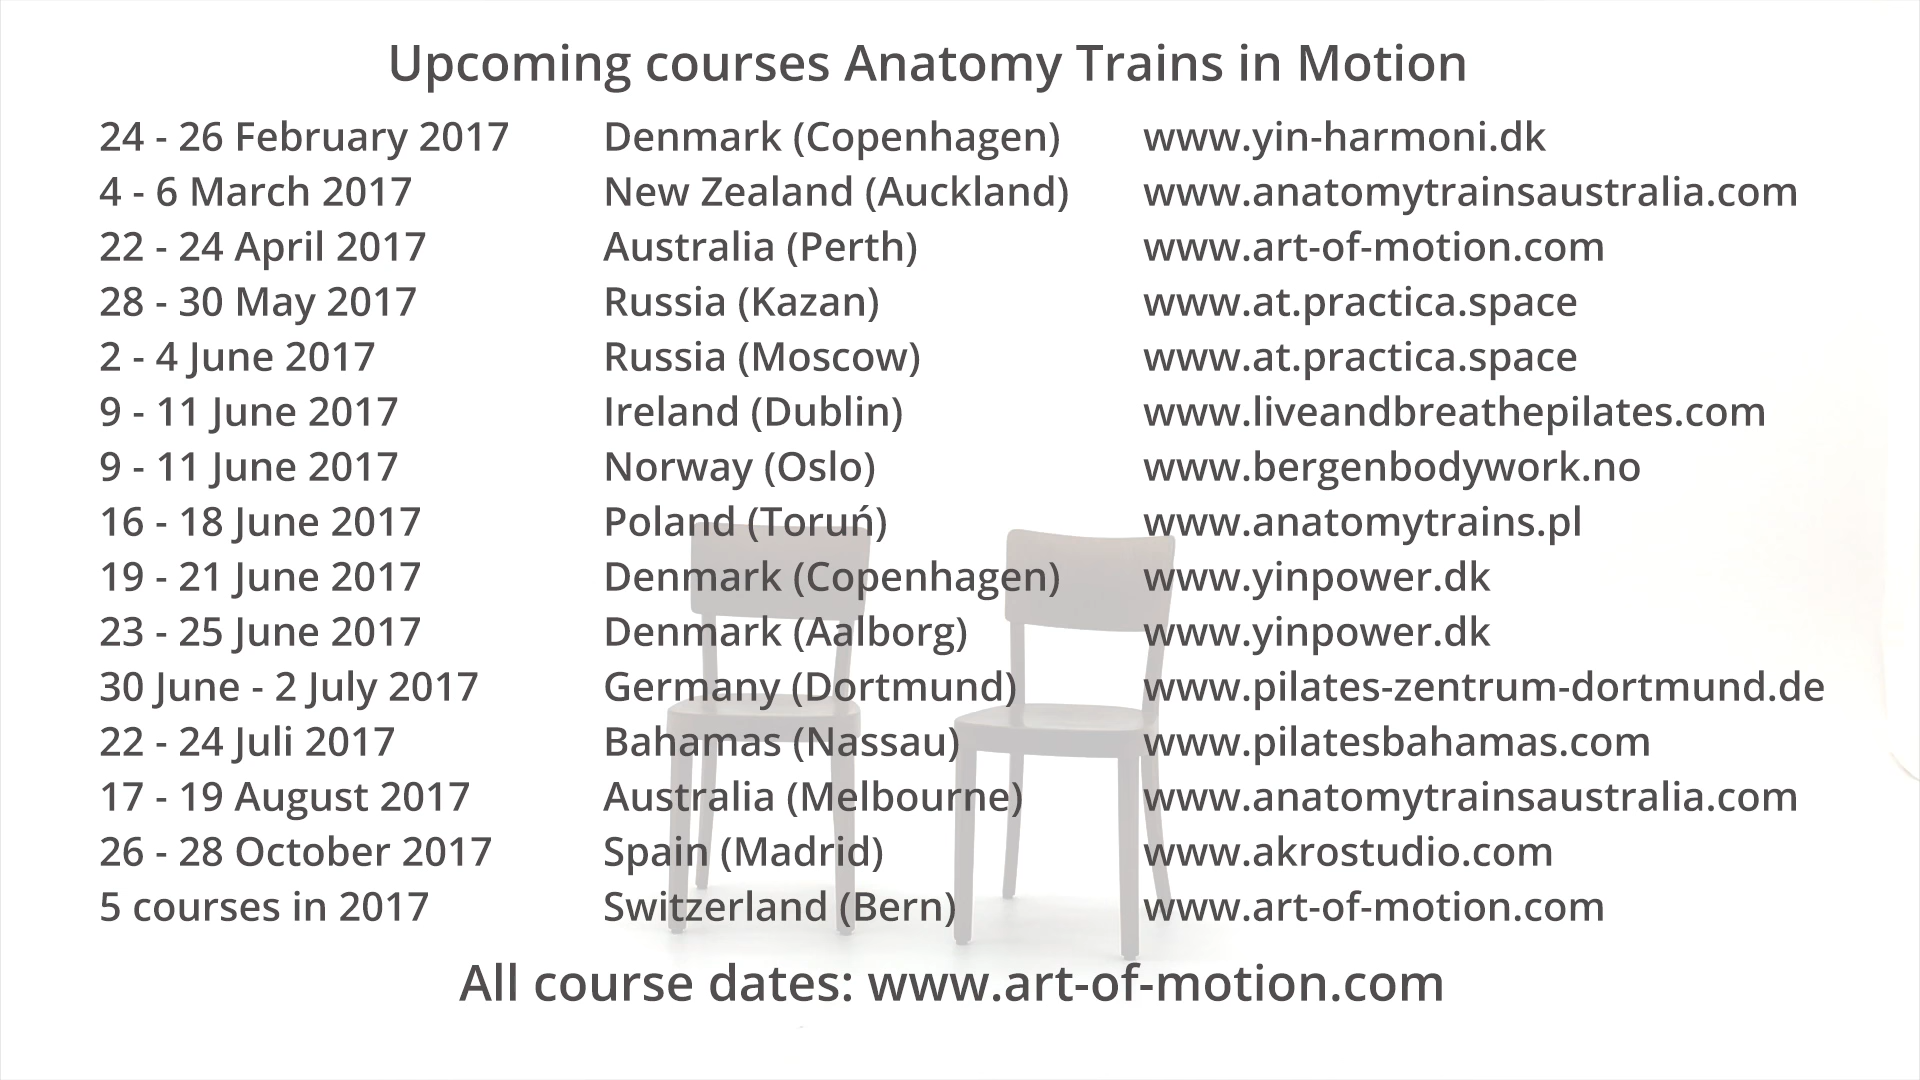 Upcoming courses Anatomy Trains in Motion
24 - 26 February 2017 Denmark (Copenhagen) www.yin-harmoni.dk
4 - 6 March 2017 New Zealand (Auckland) www.anatomytrainsaustralia.com
22 - 24 April 2017 Australia (Perth) www.art-of-motion.com
28 - 30 May 2017 Russia (Kazan) www.at.practica.space
2 - 4 June 2017 Russia (Moscow) www.at.practica.space
9 - 11 June 2017 Ireland (Dublin) www.liveandbreathepilates.com
9 - 11 June 2017 Norway (Oslo) www.bergenbodywork.no
16 - 18 June 2017 Poland (Toruń) www.anatomytrains.pl
19 - 21 June 2017 Denmark (Copenhagen) www.yinpower.dk
23 - 25 June 2017 Denmark (Aalborg) www.yinpower.dk
30 June - 2 July 2017 Germany (Dortmund) www.pilates-zentrum-dortmund.de
22 - 24 Juli 2017 Bahamas (Nassau) www.pilatesbahamas.com
17 - 19 August 2017 Australia (Melbourne) www.anatomytrainsaustralia.com
26 - 28 October 2017 Spain (Madrid) www.akrostudio.com
5 courses in 2017 Switzerland (Bern) www.art-of-motion.com
All course dates: www.art-of-motion.com